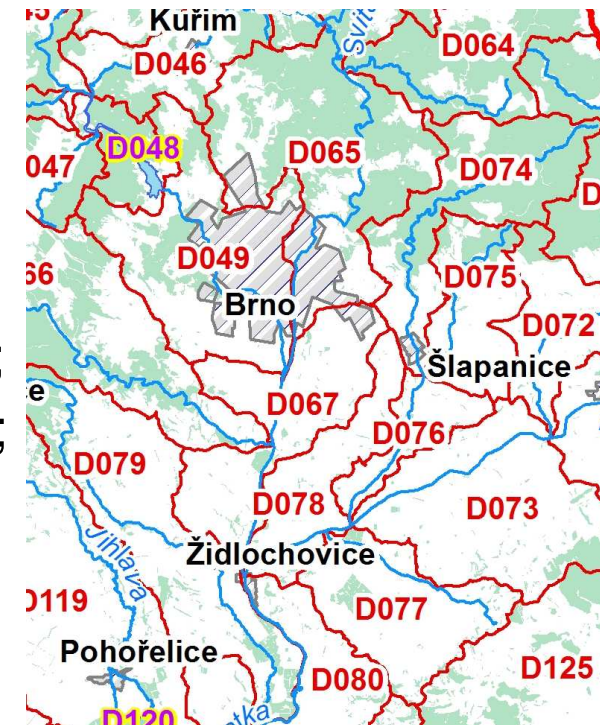 Kuřim
D064
D046
D048
D065
047
D074
D049
D075
66
Brno
D072
Šlapanice
D067
D076
D079
D073
D078
Jihlava
Židlochovice
D119
D077
Pohořelice
D125
D080
D120